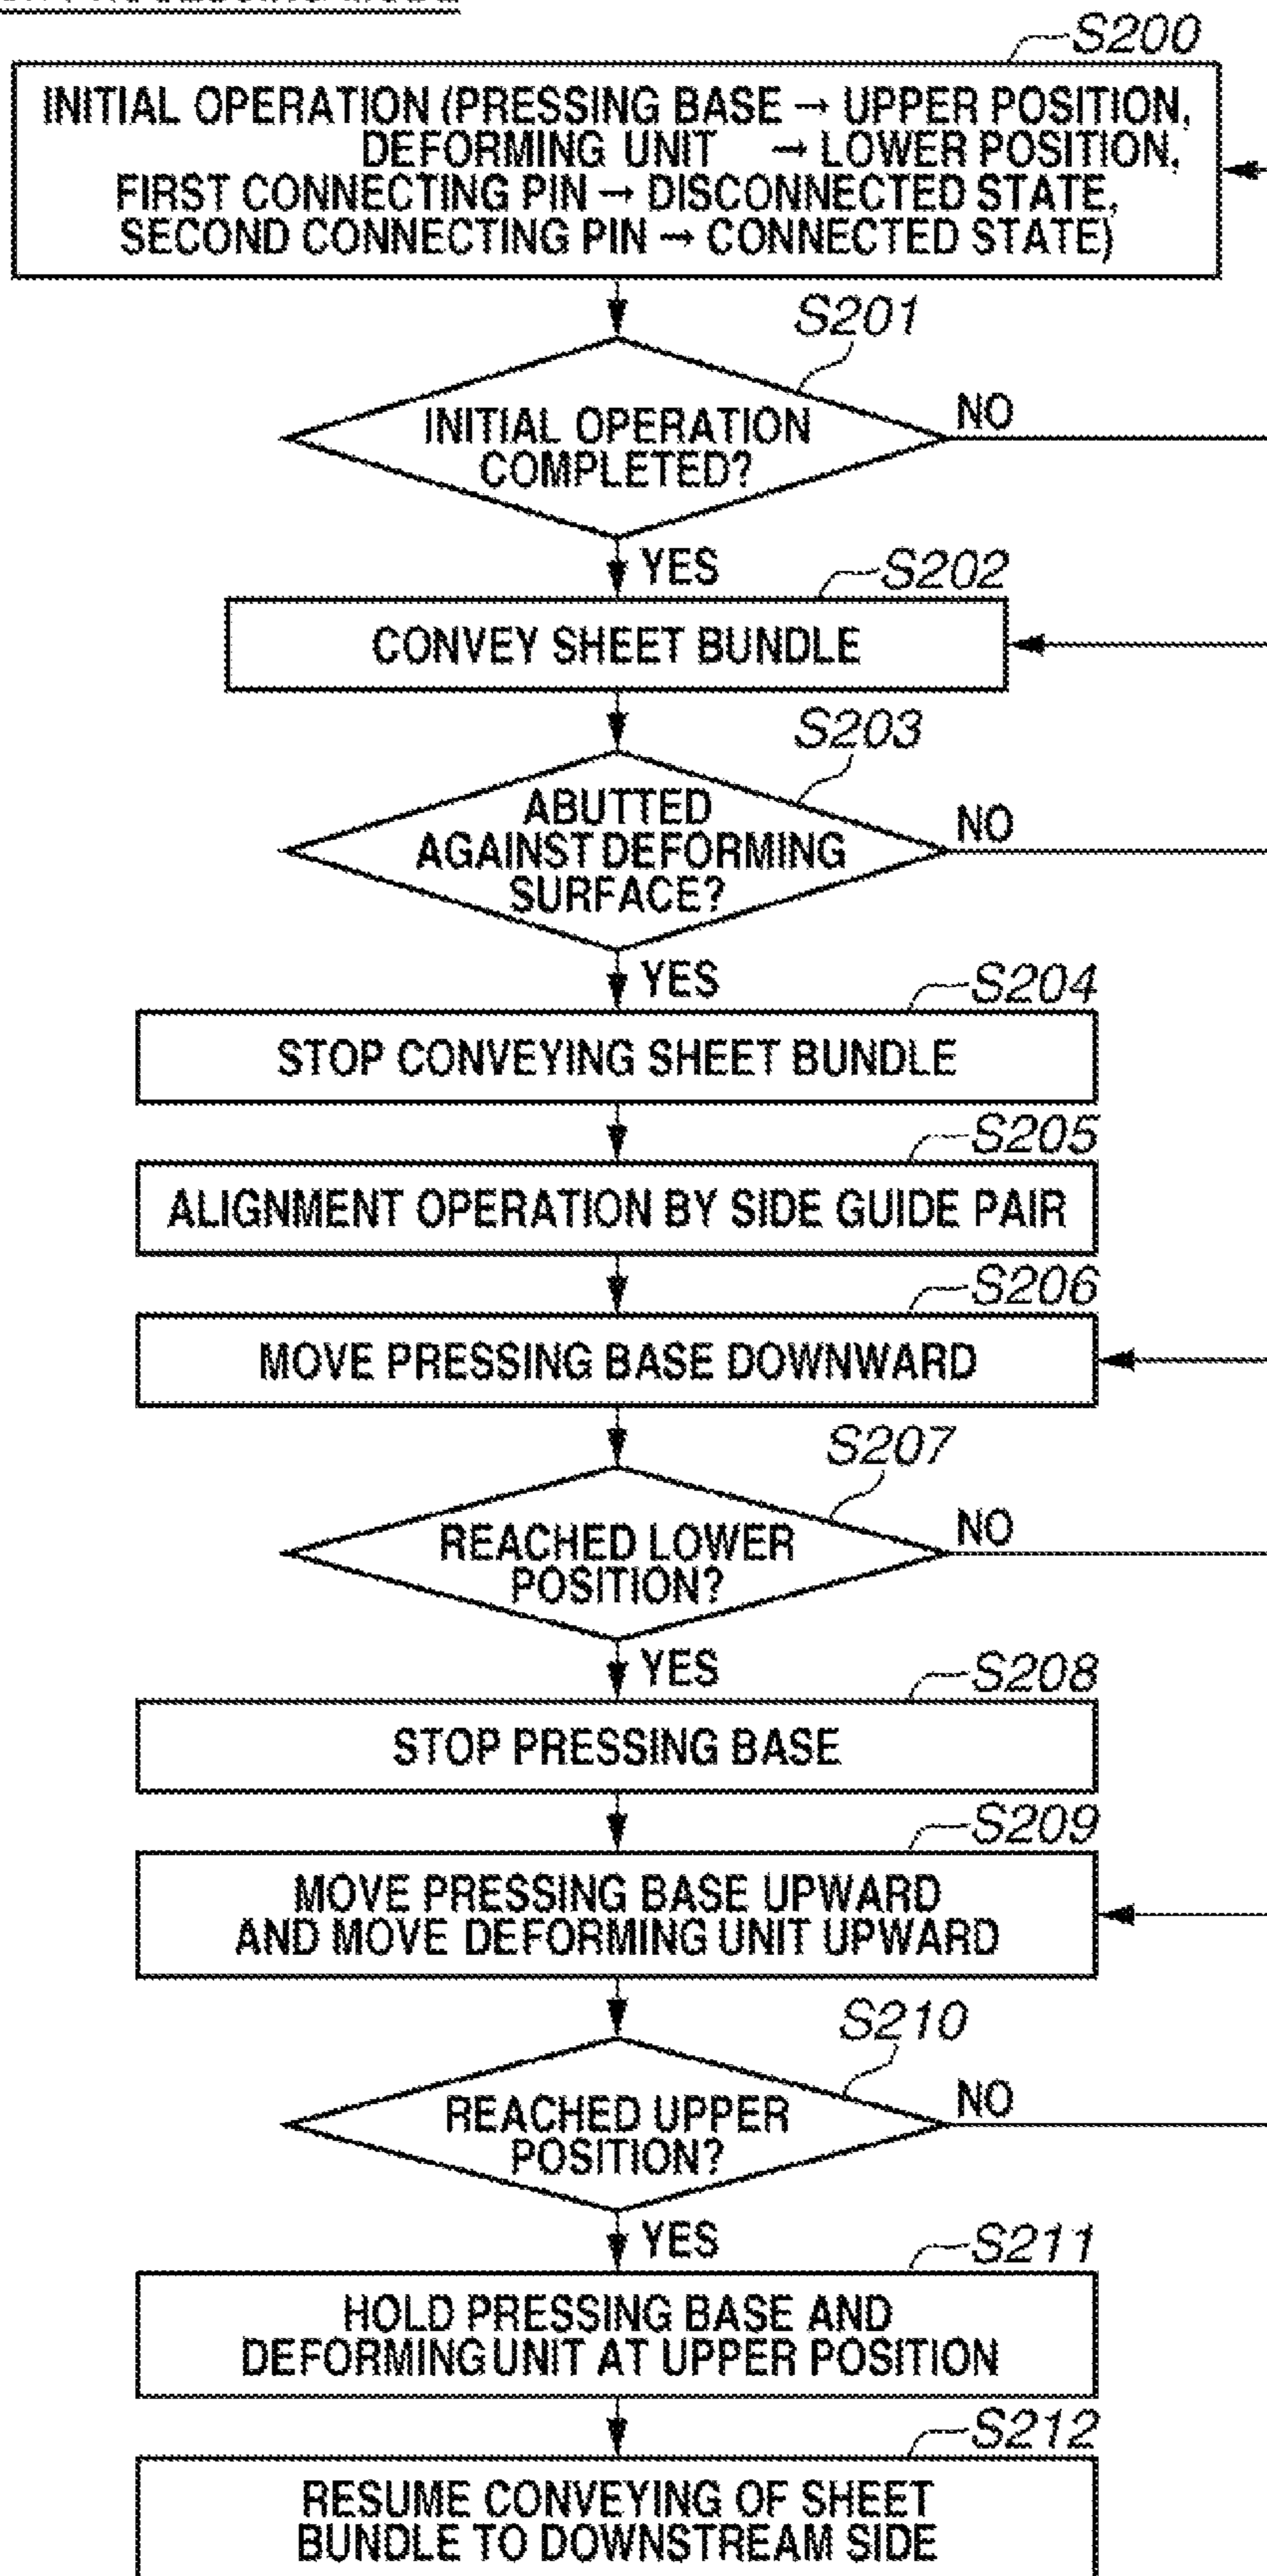 S200
INITIAL OPERATION (PRESSING BASE → UPPER POSITION,
DEFORMING UNIT → LOWER POSITION,
FIRST CONNECTING PIN → DISCONNECTED STATE,
SECOND CONNECTING PIN → CONNECTED STATE)
S201
INITIAL OPERATION
COMPLETED?
NO
YES
S202
CONVEY SHEET BUNDLE
S203
ABUTTED
AGAINST DEFORMING
SURFACE?
NO
YES
S204
STOP CONVEYING SHEET BUNDLE
S205
ALIGNMENT OPERATION BY SIDE GUIDE PAIR
S206
MOVE PRESSING BASE DOWNWARD
S207
REACHED LOWER
POSITION?
NO
YES
S208
STOP PRESSING BASE
S209
MOVE PRESSING BASE UPWARD
AND MOVE DEFORMING UNIT UPWARD
S210
REACHED UPPER
POSITION?
NO
YES
S211
HOLD PRESSING BASE AND
DEFORMING UNIT AT UPPER POSITION
S212
RESUME CONVEYING OF SHEET
BUNDLE TO DOWNSTREAM SIDE